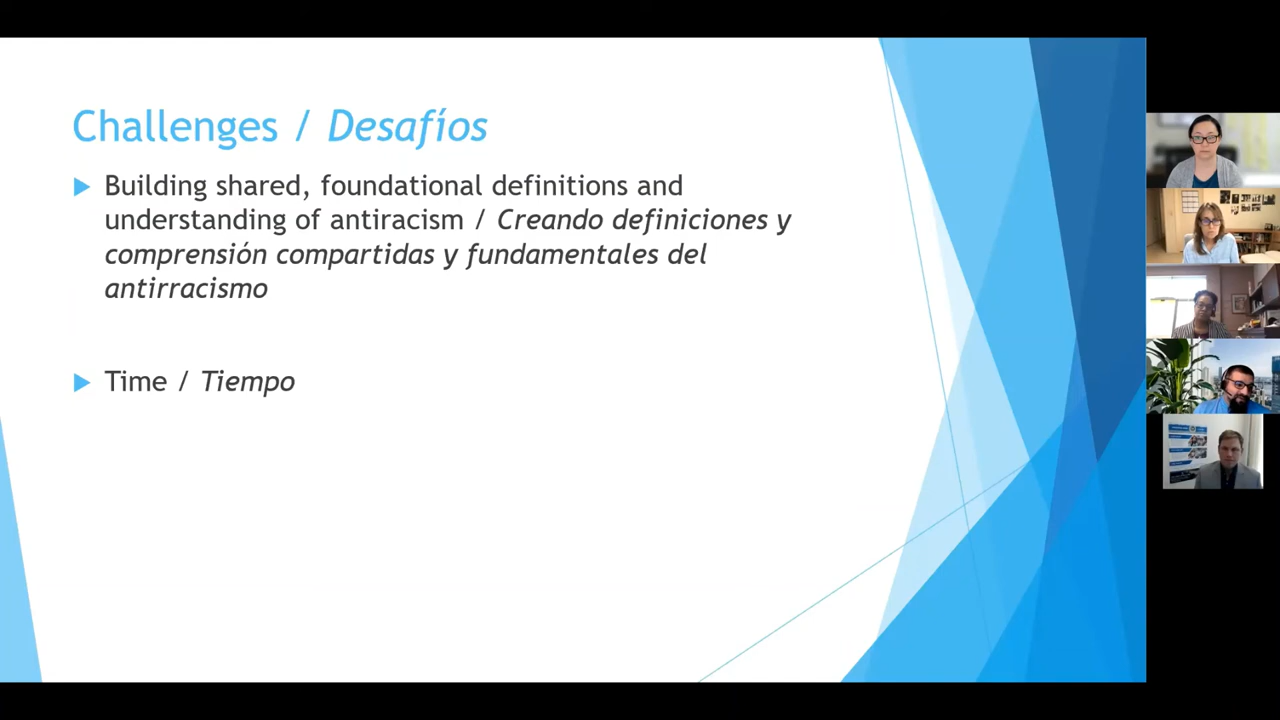 Challenges / Desafíos
Building shared, foundational definitions and
understanding of antiracism / Creando definiciones y
comprensión compartidas y fundamentales del
antirracismo
Time / Tiempo